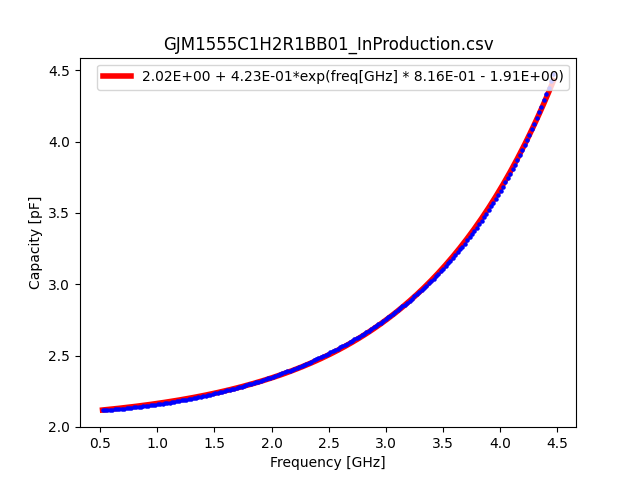 GJM1555C1H2R1BB01_InProduction.csv
2.02E+00 + 4.23E-01*exp(freq[GHz] * 8.16E-01 - 1.91E+00)
4.5
4.0
3.5
3.0
2.5
2.0
Capacity [pF]
0.5 1.0 1.5 2.0 2.5 3.0 3.5 4.0 4.5
Frequency [GHz]